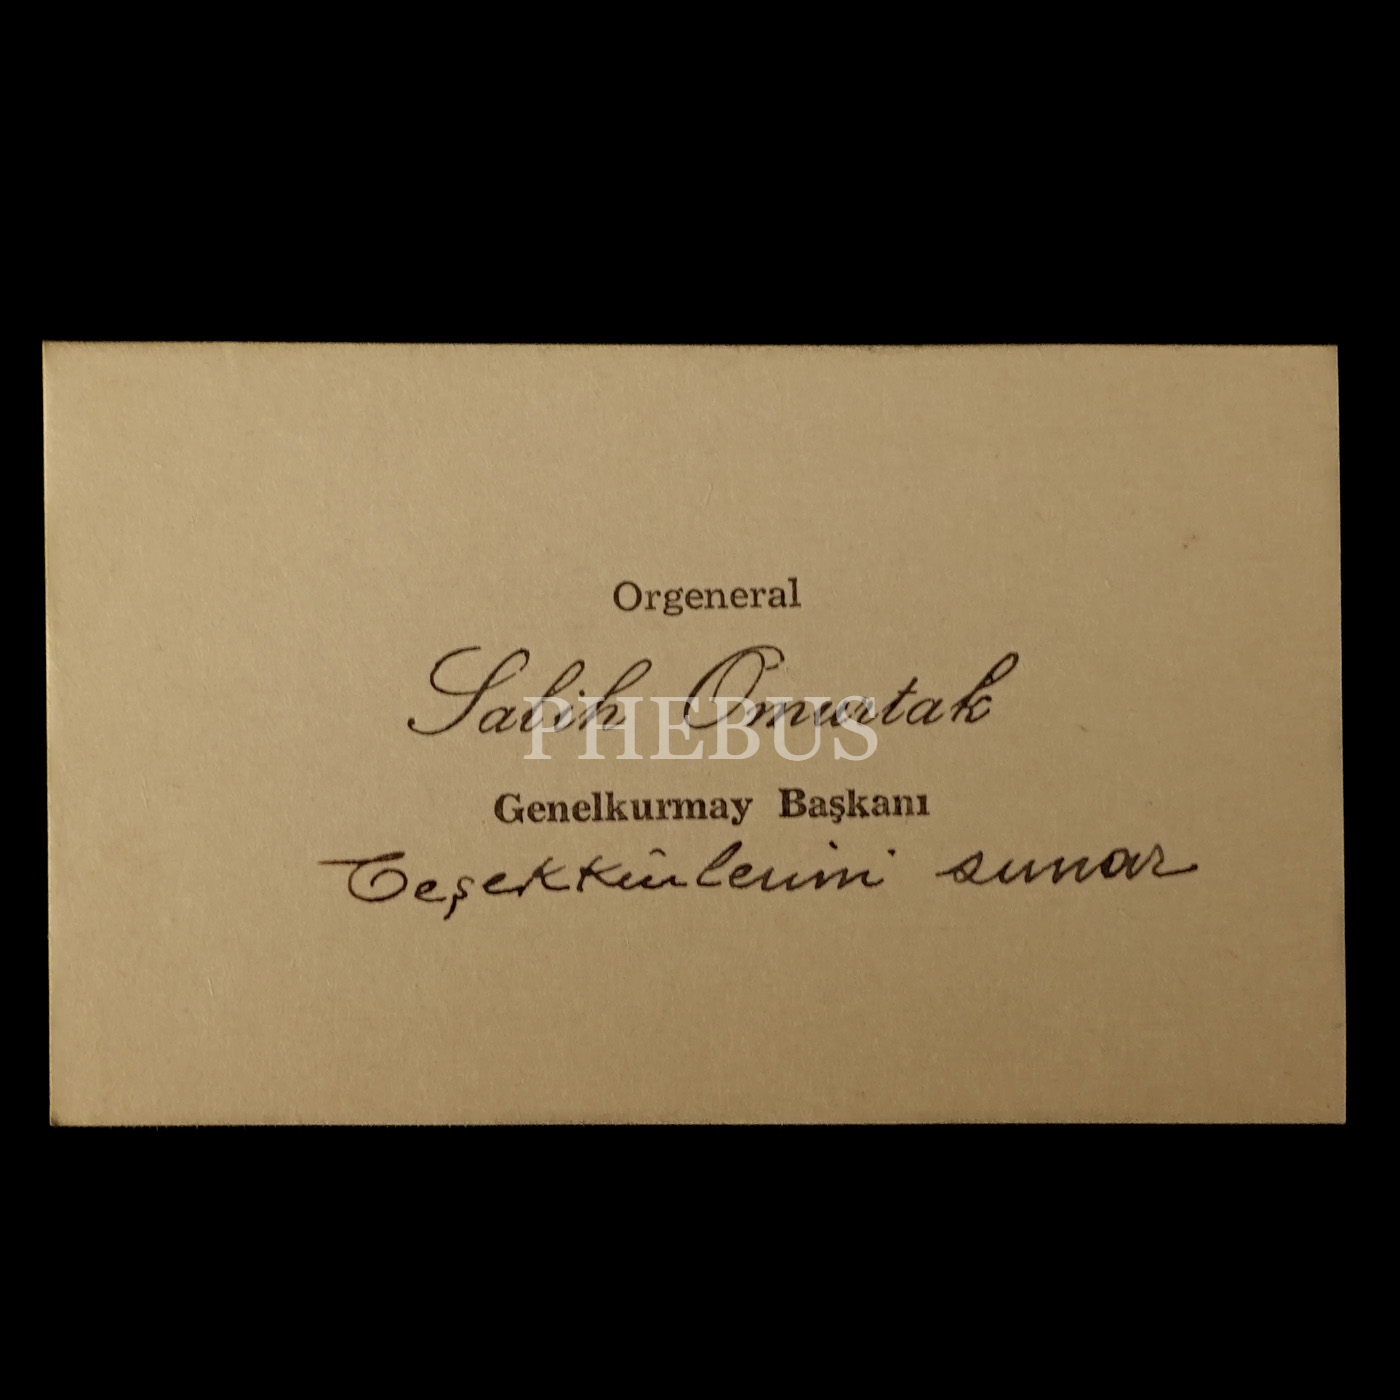 Orgeneral
Salih Omurtak
PHEBUS
Genelkurmay Başkanı
Teşekkürlerini sunar